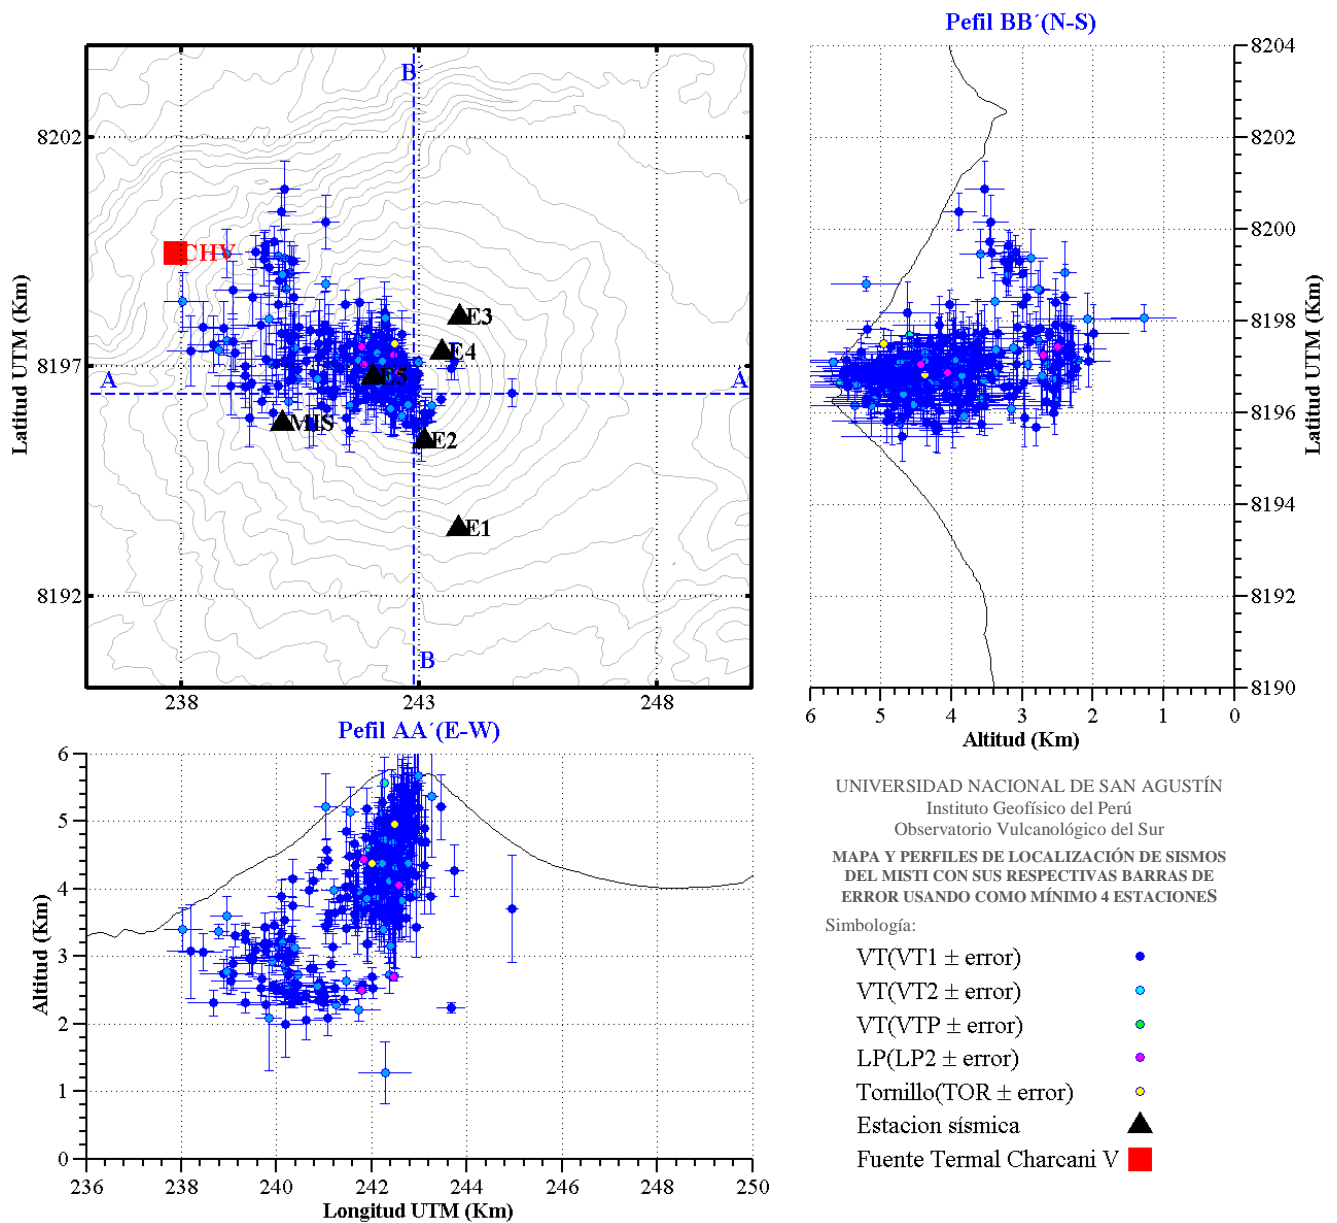 Pefil BB´(N-S)
B´
8202
CHV
E3
E4
8197
E5
A
A´
MIS
E2
E1
8192
B
238
243
248
Latitud UTM (Km)
8204
8202
8200
8198
8196
8194
8192
8190
Latitud UTM (Km)
6
5
4
3
2
1
0
Altitud (Km)
Pefil AA´(E-W)
6
5
4
3
2
1
0
Altitud (Km)
236
238
240
242
244
246
248
250
Longitud UTM (Km)
UNIVERSIDAD NACIONAL DE SAN AGUSTÍN
Instituto Geofísico del Perú
Observatorio Vulcanológico del Sur
MAPA Y PERFILES DE LOCALIZACIÓN DE SISMOS
DEL MISTI CON SUS RESPECTIVAS BARRAS DE
ERROR USANDO COMO MÍNIMO 4 ESTACIONES
Simbología:
VT(VT1 ± error)
VT(VT2 ± error)
VT(VTP ± error)
LP(LP2 ± error)
Tornillo(TOR ± error)
Estacion sísmica
Fuente Termal Charcani V